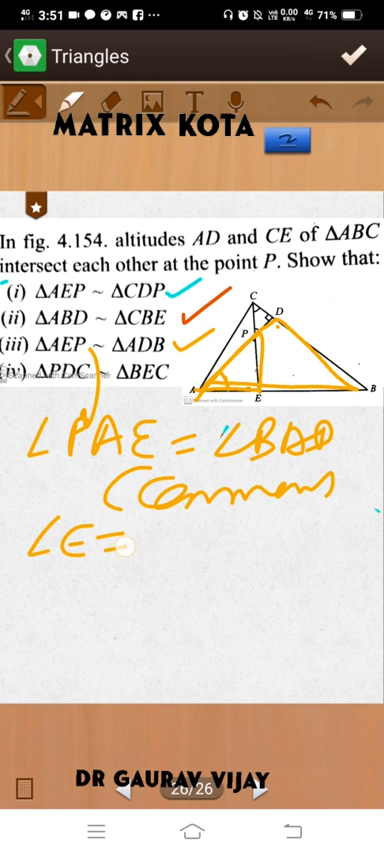 4G 3:51 0.00 KB/s 4G 71%
Triangles
T
MATRIX KOTA
2
In fig. 4.154. altitudes AD and CE of ΔABC
intersect each other at the point P. Show that:
(i) ΔAEP ~ ΔCDP
(ii) ΔABD ~ ΔCBE
(iii) ΔAEP ~ ΔADB
(iv) ΔPDC ~ ΔBEC
C
D
P
A
E
B
∠PAE = ∠BAD
(Common)
∠E=
DR GAURAV VIJAY
26/26